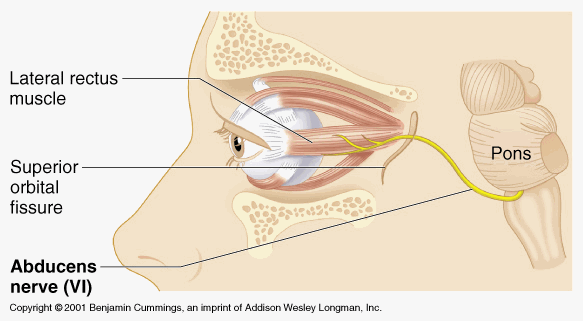 Lateral rectus
muscle
Superior
orbital
fissure
Pons
Abducens
nerve (VI)
Copyright © 2001 Benjamin Cummings, an imprint of Addison Wesley Longman, Inc.